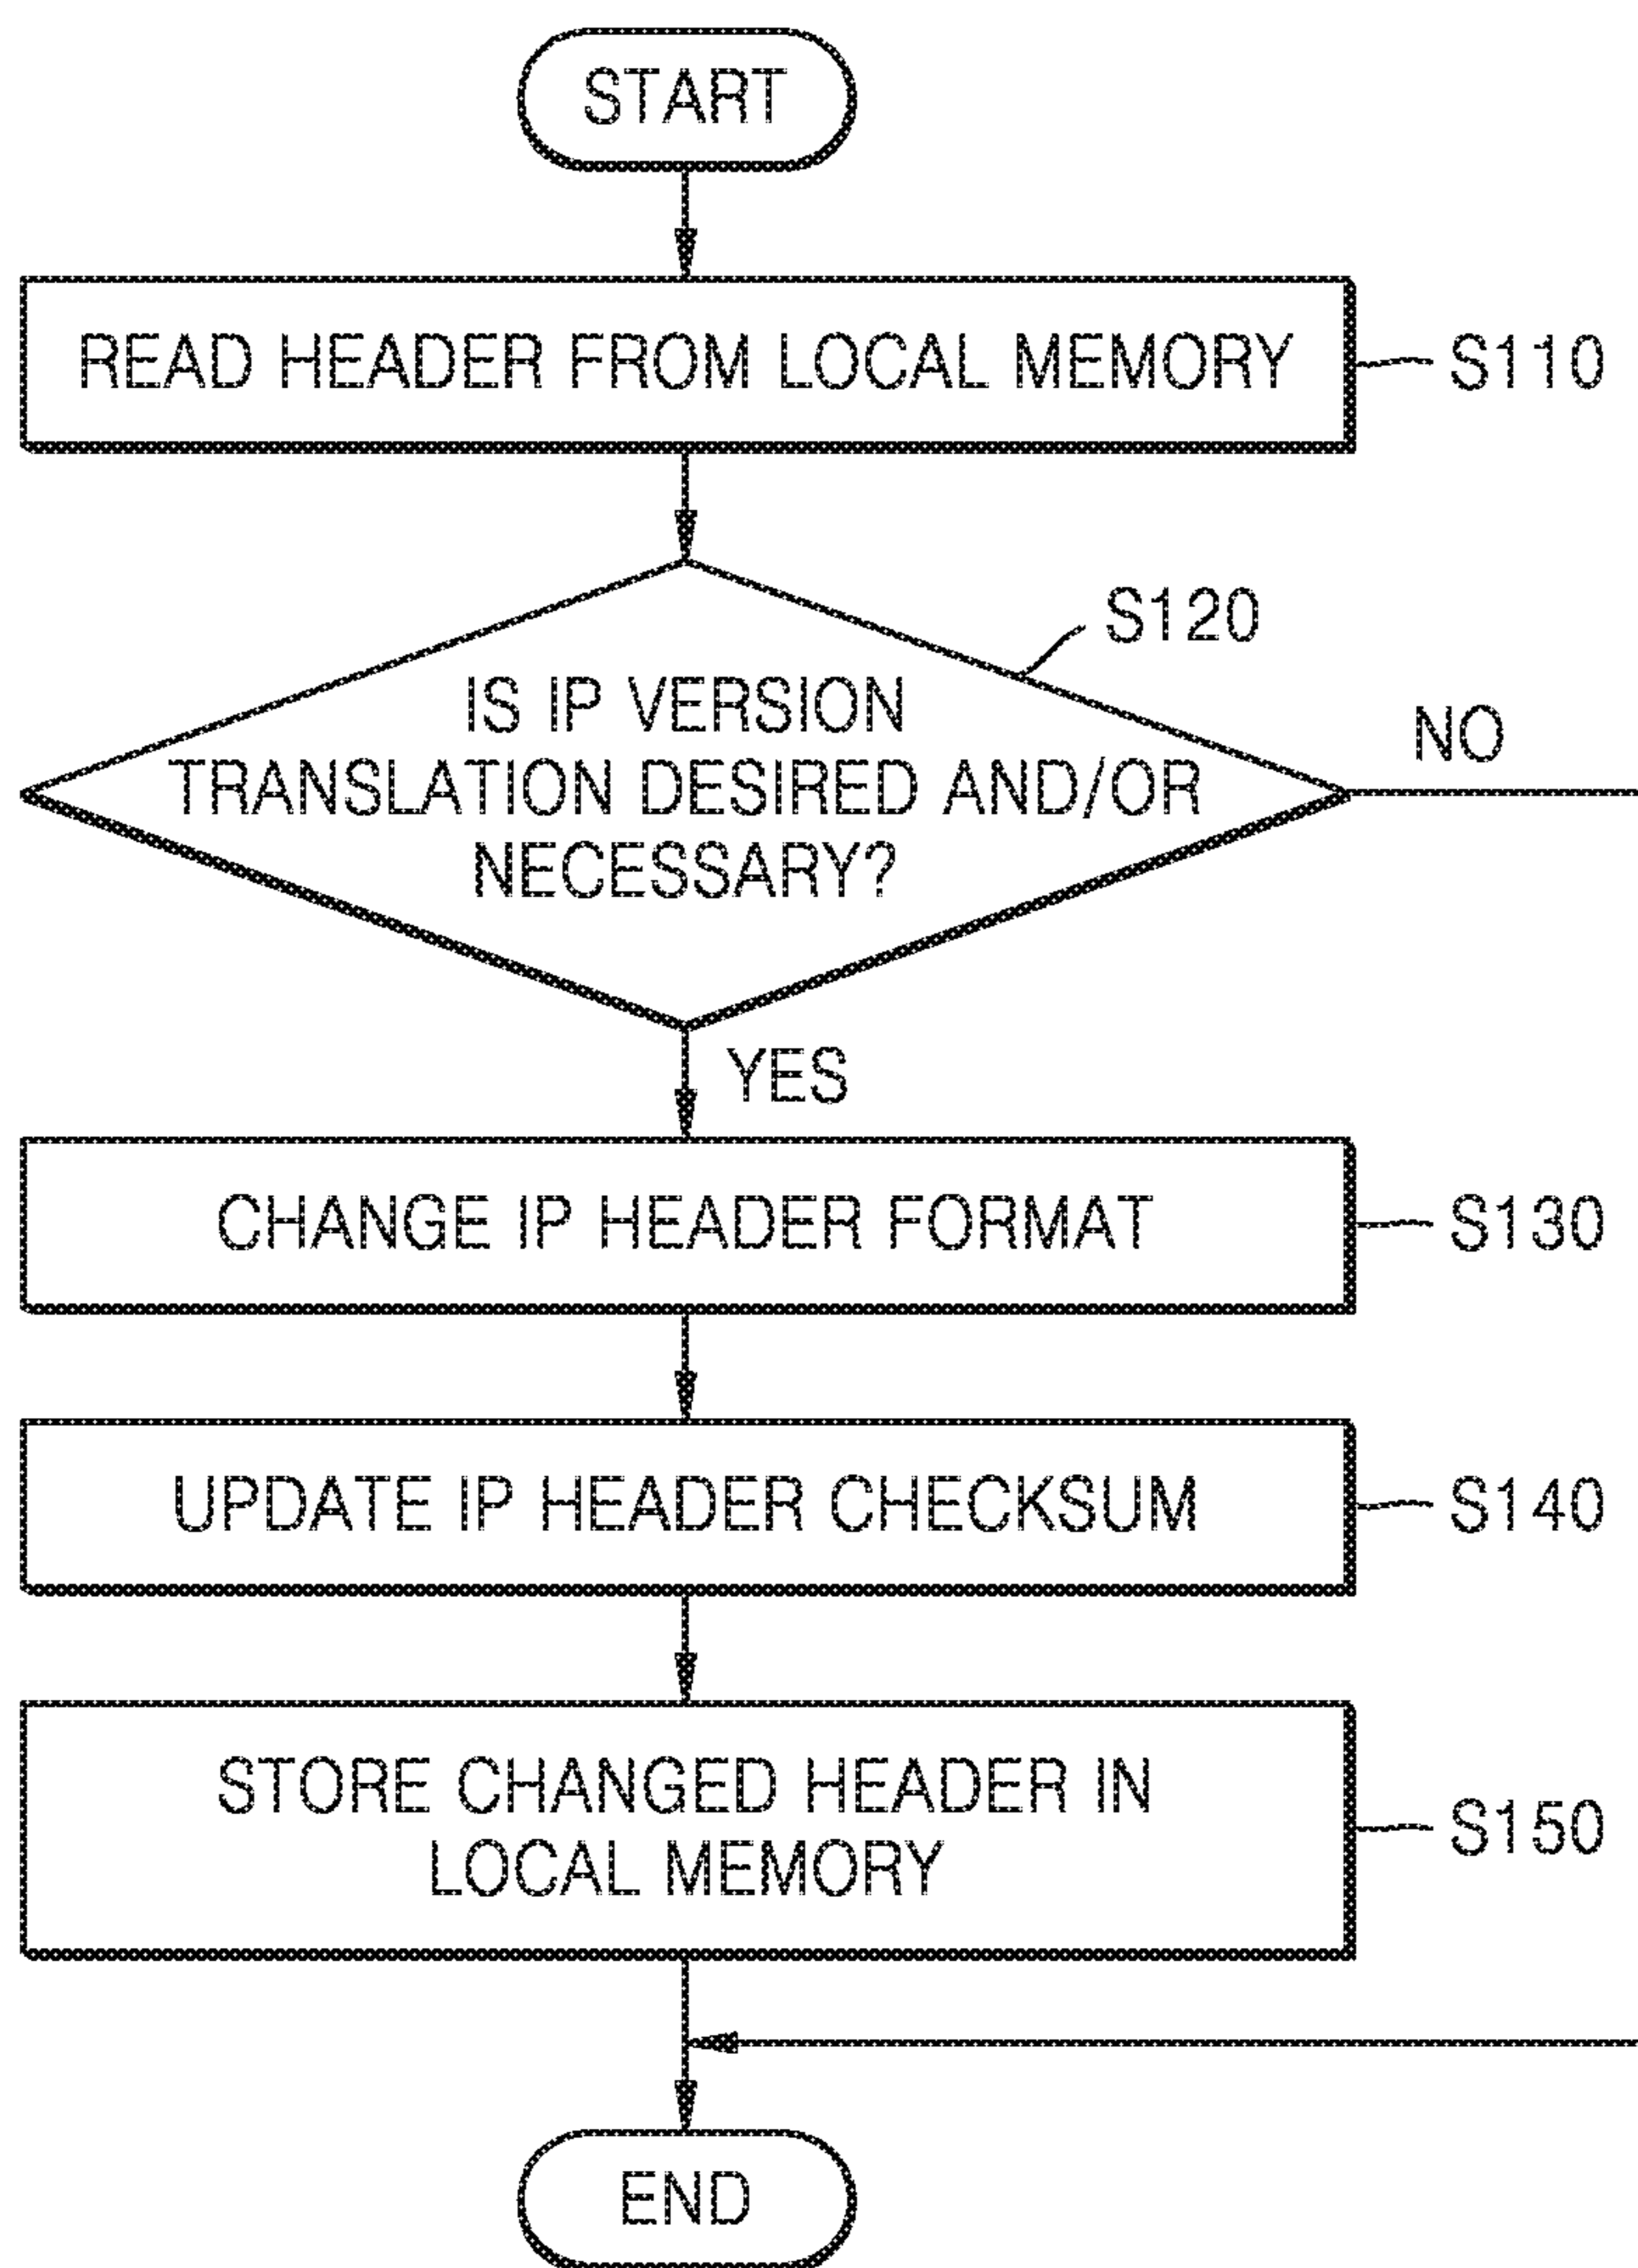 START
READ HEADER FROM LOCAL MEMORY
S110
S120
IS IP VERSION
TRANSLATION DESIRED AND/OR
NECESSARY?
NO
YES
CHANGE IP HEADER FORMAT
S130
UPDATE IP HEADER CHECKSUM
S140
STORE CHANGED HEADER IN
LOCAL MEMORY
S150
END